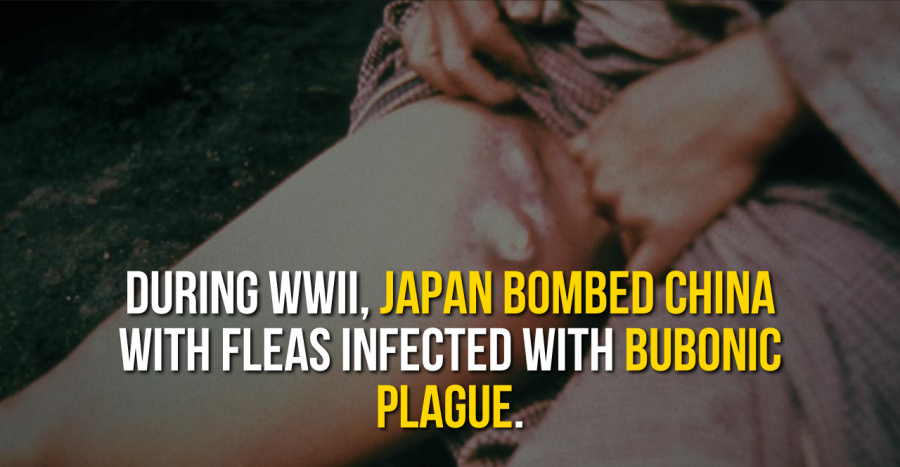 DURING WWII, JAPAN BOMBED CHINA
WITH FLEAS INFECTED WITH BUBONIC
PLAGUE.